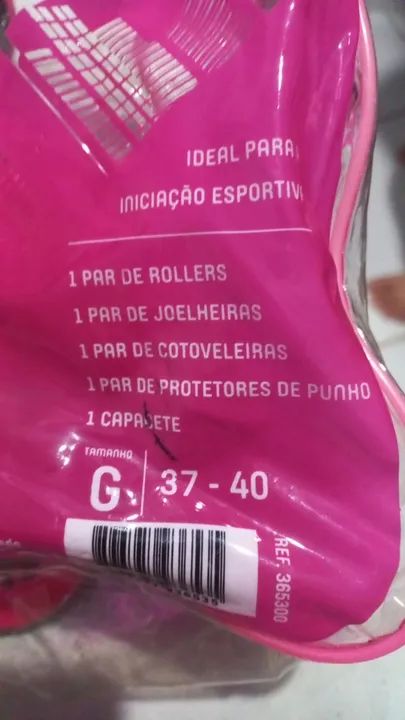 IDEAL PARA
INICIAÇÃO ESPORTIVA
1 PAR DE ROLLERS
1 PAR DE JOELHEIRAS
1 PAR DE COTOVELEIRAS
1 PAR DE PROTETORES DE PUNHO
1 CAPACETE
TAMANHO
G 37 - 40
REF. 365300